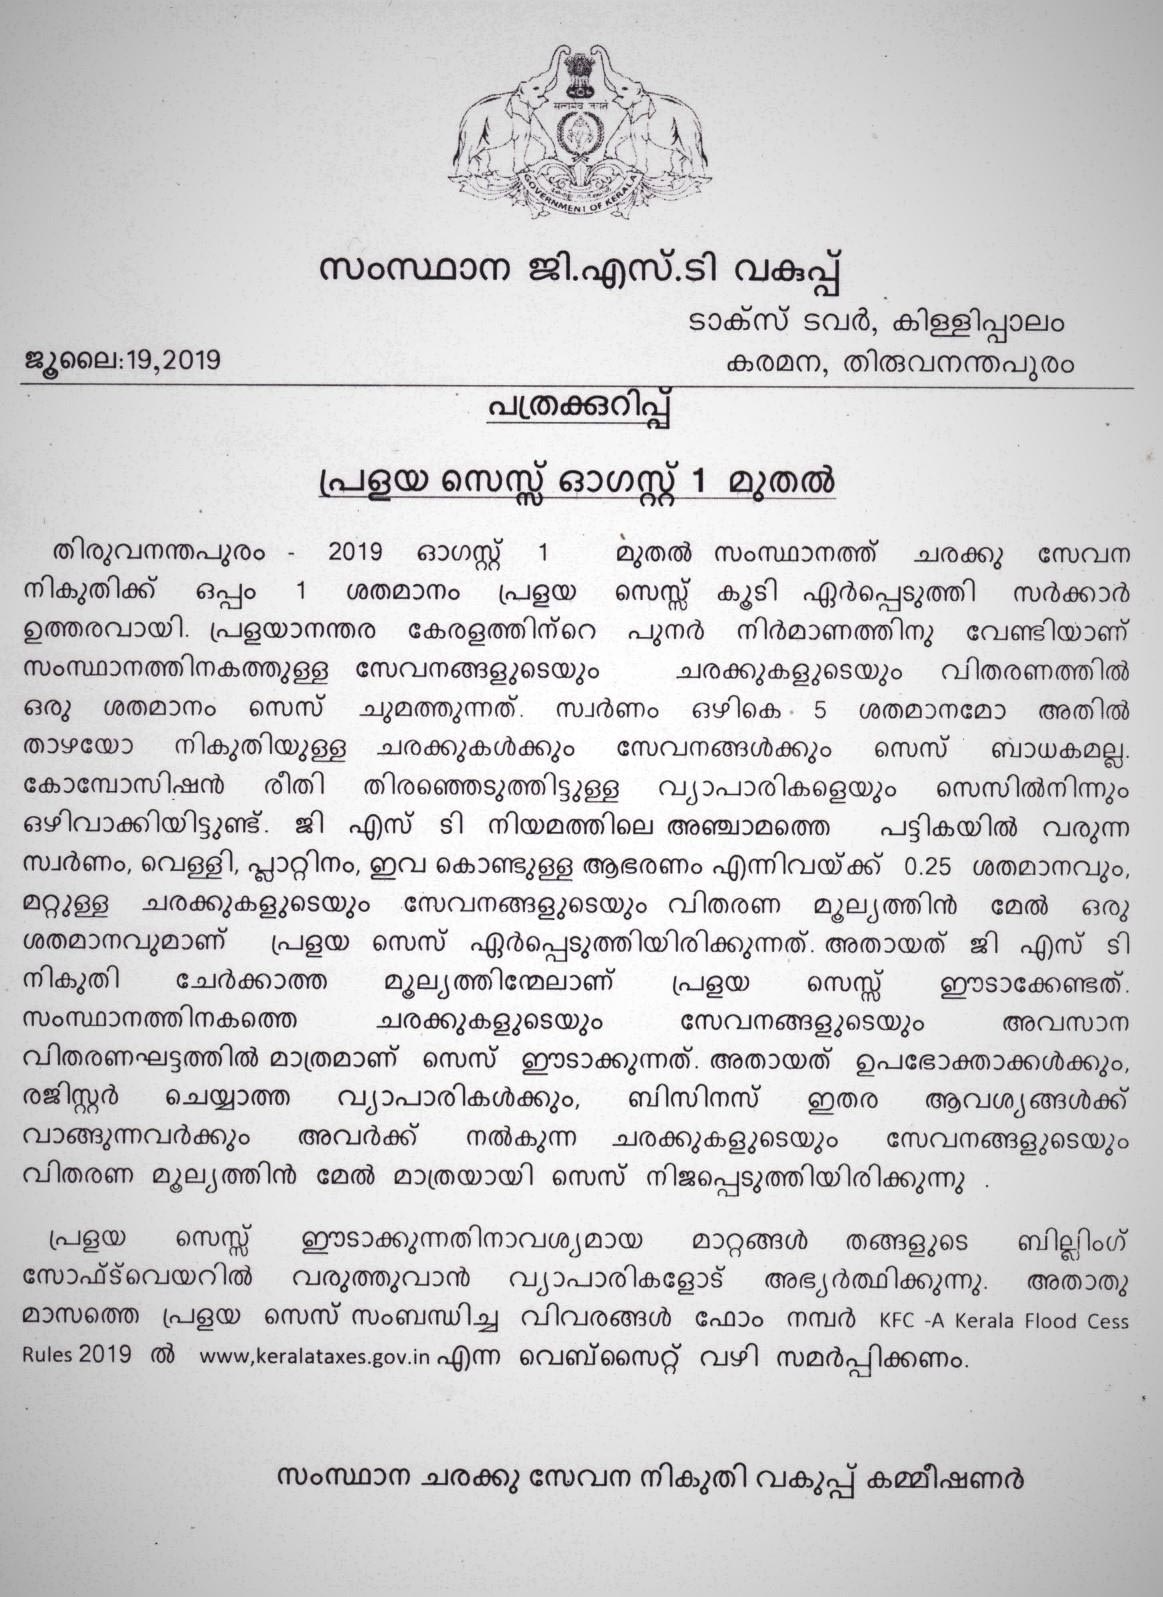 सत्यमेव जयते
GOVERNMENT OF KERALA
സംസ്ഥാന ജി.എസ്.ടി വകുപ്പ്
ടാക്സ് ടവർ, കിള്ളിപ്പാലം
ജൂലൈ:19,2019
കരമന, തിരുവനന്തപുരം
പത്രക്കുറിപ്പ്
പ്രളയ സെസ്സ് ഓഗസ്റ്റ് 1 മുതൽ
തിരുവനന്തപുരം - 2019 ഓഗസ്റ്റ് 1 മുതൽ സംസ്ഥാനത്ത് ചരക്കു സേവന
നികുതിക്ക് ഒപ്പം 1 ശതമാനം പ്രളയ സെസ്സ് കൂടി ഏർപ്പെടുത്തി സർക്കാർ
ഉത്തരവായി. പ്രളയാനന്തര കേരളത്തിന്റെ പുനർ നിർമാണത്തിനു വേണ്ടിയാണ്
സംസ്ഥാനത്തിനകത്തുള്ള സേവനങ്ങളുടെയും ചരക്കുകളുടെയും വിതരണത്തിൽ
ഒരു ശതമാനം സെസ് ചുമത്തുന്നത്. സ്വർണം ഒഴികെ 5 ശതമാനമോ അതിൽ
താഴയോ നികുതിയുള്ള ചരക്കുകൾക്കും സേവനങ്ങൾക്കും സെസ് ബാധകമല്ല.
കോമ്പോസിഷൻ രീതി തിരഞ്ഞെടുത്തിട്ടുള്ള വ്യാപാരികളെയും സെസിൽനിന്നും
ഒഴിവാക്കിയിട്ടുണ്ട്. ജി എസ് ടി നിയമത്തിലെ അഞ്ചാമത്തെ പട്ടികയിൽ വരുന്ന
സ്വർണം, വെള്ളി, പ്ലാറ്റിനം, ഇവ കൊണ്ടുള്ള ആഭരണം എന്നിവയ്ക്ക് 0.25 ശതമാനവും,
മറ്റുള്ള ചരക്കുകളുടെയും സേവനങ്ങളുടെയും വിതരണ മൂല്യത്തിൻ മേൽ ഒരു
ശതമാനവുമാണ് പ്രളയ സെസ് ഏർപ്പെടുത്തിയിരിക്കുന്നത്. അതായത് ജി എസ് ടി
നികുതി ചേർക്കാത്ത മൂല്യത്തിന്മേലാണ് പ്രളയ സെസ്സ് ഈടാക്കേണ്ടത്.
സംസ്ഥാനത്തിനകത്തെ ചരക്കുകളുടെയും സേവനങ്ങളുടെയും അവസാന
വിതരണഘട്ടത്തിൽ മാത്രമാണ് സെസ് ഈടാക്കുന്നത്. അതായത് ഉപഭോക്താക്കൾക്കും,
രജിസ്റ്റർ ചെയ്യാത്ത വ്യാപാരികൾക്കും, ബിസിനസ് ഇതര ആവശ്യങ്ങൾക്ക്
വാങ്ങുന്നവർക്കും അവർക്ക് നൽകുന്ന ചരക്കുകളുടെയും സേവനങ്ങളുടെയും
വിതരണ മൂല്യത്തിൻ മേൽ മാത്രയായി സെസ് നിജപ്പെടുത്തിയിരിക്കുന്നു .
പ്രളയ സെസ്സ് ഈടാക്കുന്നതിനാവശ്യമായ മാറ്റങ്ങൾ തങ്ങളുടെ ബില്ലിംഗ്
സോഫ്ട്‌വെയറിൽ വരുത്തുവാൻ വ്യാപാരികളോട് അഭ്യർത്ഥിക്കുന്നു. അതാതു
മാസത്തെ പ്രളയ സെസ് സംബന്ധിച്ച വിവരങ്ങൾ ഫോം നമ്പർ KFC -A Kerala Flood Cess
Rules 2019 ൽ www,keralataxes.gov.in എന്ന വെബ്സൈറ്റ് വഴി സമർപ്പിക്കണം.
സംസ്ഥാന ചരക്കു സേവന നികുതി വകുപ്പ് കമ്മീഷണർ